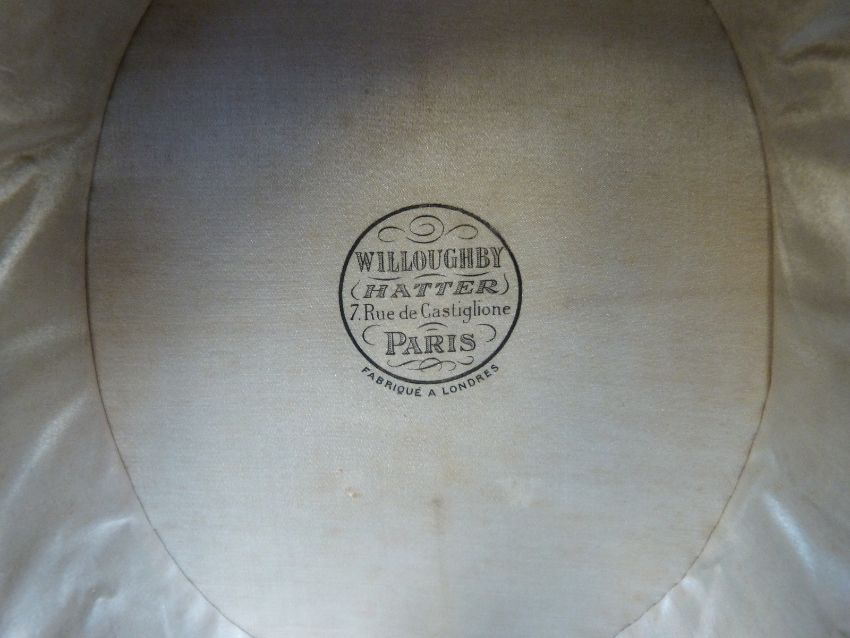 WILLOUGHBY
HATTER
7. Rue de Castiglione
PARIS
FABRIQUÉ A LONDRES